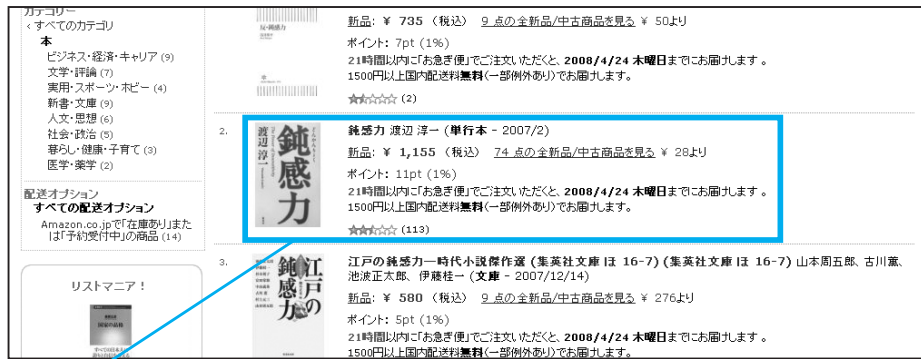 カテゴリー
‹ すべてのカテゴリ
本
ビジネス・経済・キャリア (9)
文学・評論 (7)
実用・スポーツ・ホビー (4)
新書・文庫 (9)
人文・思想 (6)
社会・政治 (5)
暮らし・健康・子育て (3)
医学・薬学 (2)
配送オプション
すべての配送オプション
Amazon.co.jpで「在庫あり」また
は「予約受付中」の商品 (14)
リストマニア！
国家の品格
反・鈍感力
新品: ¥ 735 （税込） 9 点の全新品/中古商品を見る ¥ 50より
ポイント: 7pt (1%)
21時間以内に「お急ぎ便」でご注文いただくと、2008/4/24 木曜日までにお届けします。
1500円以上国内配送料無料(一部例外あり)でお届けします。
(2)
2.
鈍感力
渡辺淳一
鈍感力 渡辺 淳一 (単行本 - 2007/2)
新品: ¥ 1,155 （税込） 74 点の全新品/中古商品を見る ¥ 28より
ポイント: 11pt (1%)
21時間以内に「お急ぎ便」でご注文いただくと、2008/4/24 木曜日までにお届けします。
1500円以上国内配送料無料(一部例外あり)でお届けします。
(113)
3.
江戸の
鈍感力
江戸の鈍感力―時代小説傑作選 (集英社文庫 ほ 16-7) (集英社文庫 ほ 16-7) 山本周五郎、古川薫、
池波正太郎、 伊藤桂一 (文庫 - 2007/12/14)
新品: ¥ 580 （税込） 9 点の全新品/中古商品を見る ¥ 276より
ポイント: 5pt (1%)
21時間以内に「お急ぎ便」でご注文いただくと、2008/4/24 木曜日までにお届けします。
1500円以上国内配送料無料(一部例外あり)でお届けします。